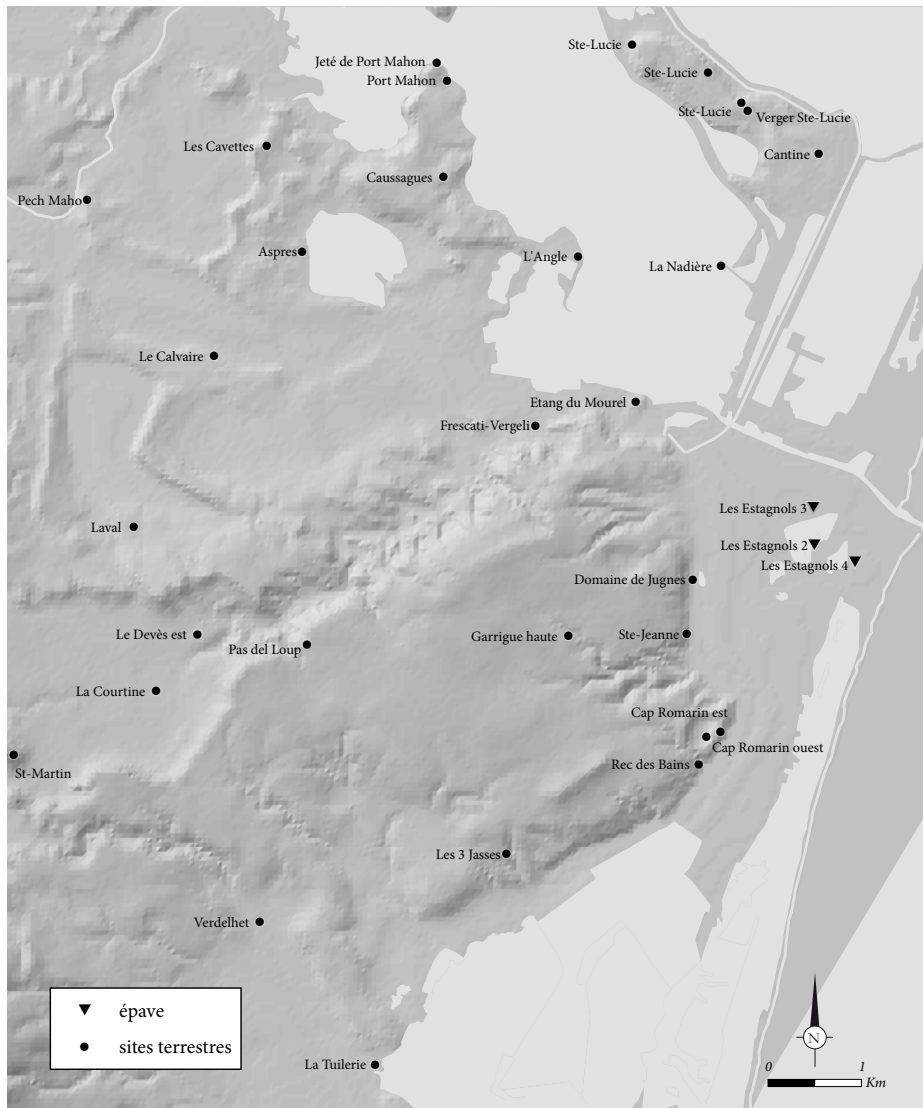 Ste-Lucie
Jeté de Port Mahon
Ste-Lucie
Port Mahon
Ste-Lucie
Verger Ste-Lucie
Les Cavettes
Cantine
Caussagues
Pech Maho
Aspres
L'Angle
La Nadière
Le Calvaire
Etang du Mourel
Frescati-Vergeli
Les Estagnols 3
Laval
Les Estagnols 2
Les Estagnols 4
Domaine de Jugnes
Le Devès est
Garrigue haute
Ste-Jeanne
Pas del Loup
La Courtine
Cap Romarin est
Cap Romarin ouest
St-Martin
Rec des Bains
Les 3 Jasses
Verdelhet
épave
sites terrestres
La Tuilerie
N
0 1
Km